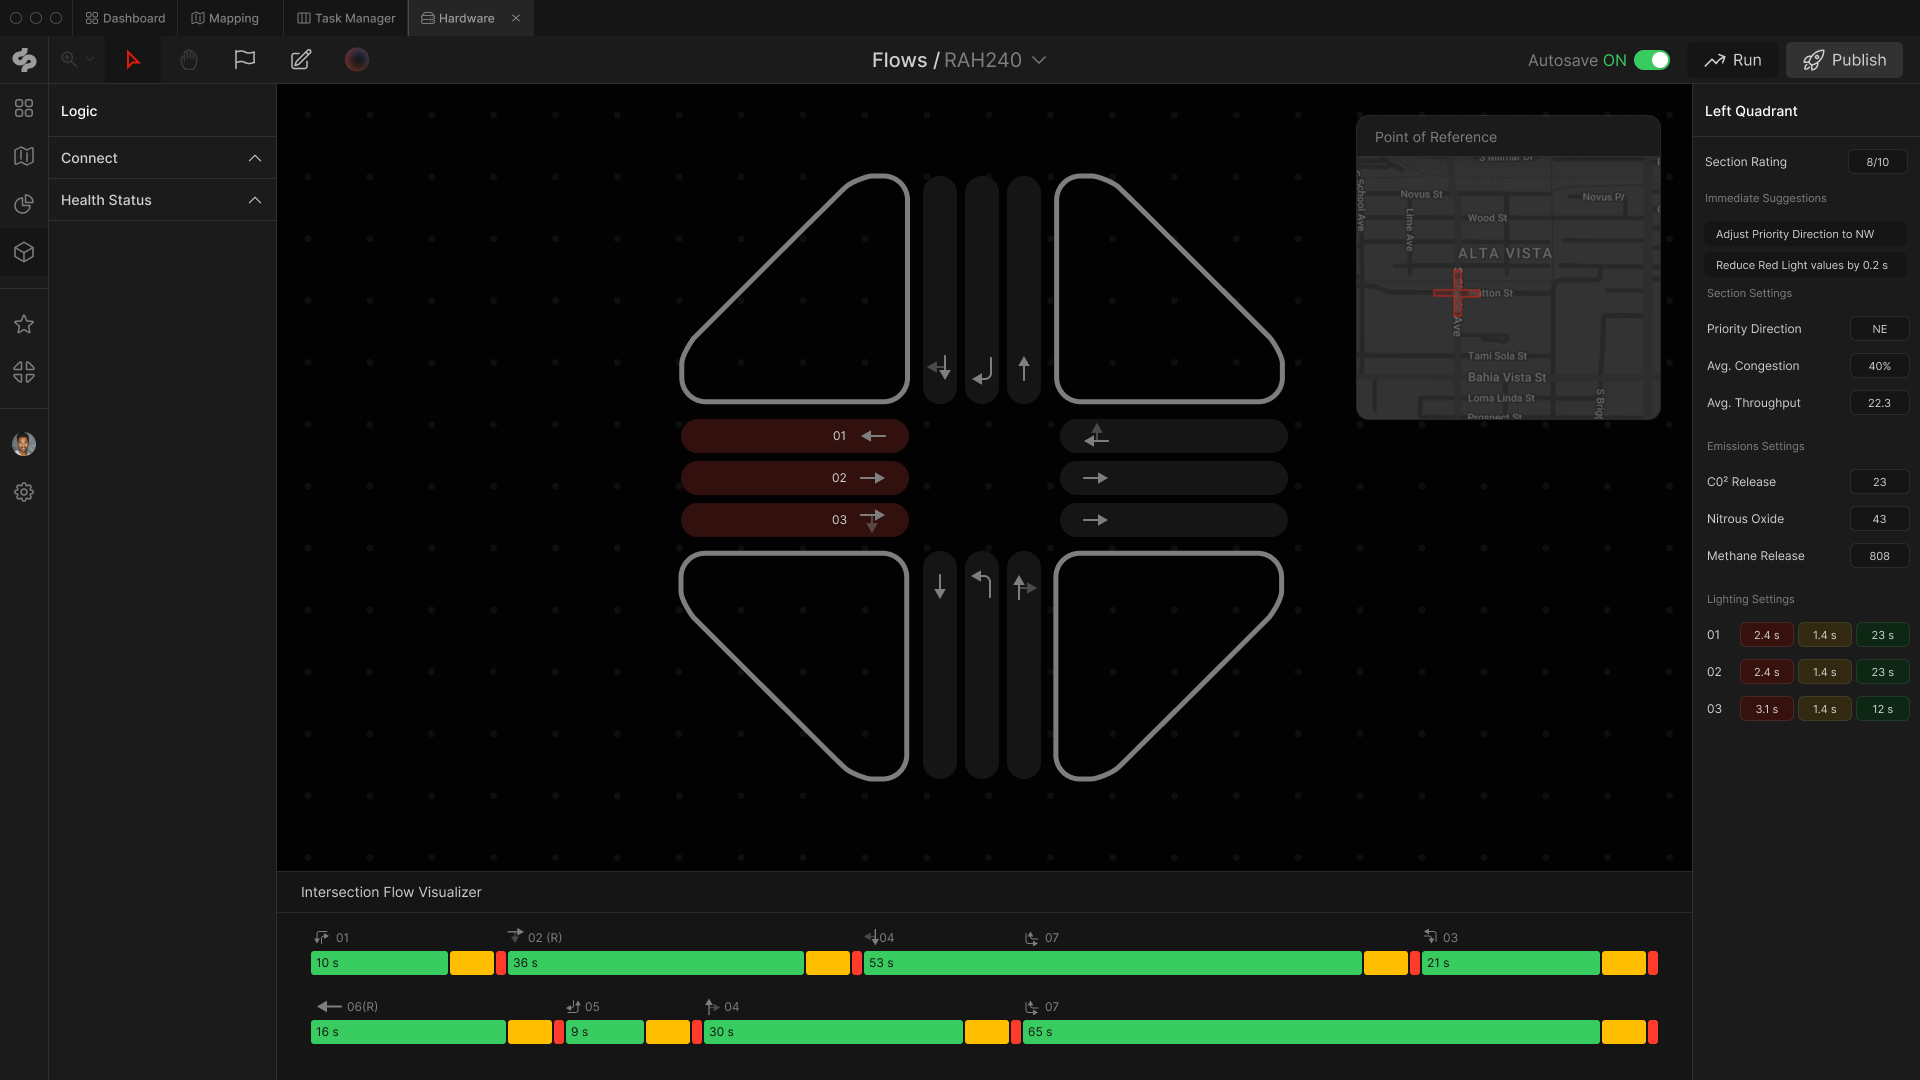 Dashboard
Mapping
Task Manager
Hardware
Flows / RAH240
Autosave ON
Run
Publish
Logic
Connect
Health Status
01
02
03
Point of Reference
S School Ave
Novus St
Lime Ave
Wood St
ALTA VISTA
Ave
Tami Sola St
Bahia Vista St
Loma Linda St
Prospect St
Left Quadrant
Section Rating 8/10
Immediate Suggestions
Adjust Priority Direction to NW
Reduce Red Light values by 0.2 s
Section Settings
Priority Direction NE
Avg. Congestion 40%
Avg. Throughput 22.3
Emissions Settings
C0² Release 23
Nitrous Oxide 43
Methane Release 808
Lighting Settings
01 2.4 s 1.4 s 23 s
02 2.4 s 1.4 s 23 s
03 3.1 s 1.4 s 12 s
Intersection Flow Visualizer
01 02 (R) 04 07 03
10 s 36 s 53 s 21 s
06(R) 05 04 07
16 s 9 s 30 s 65 s